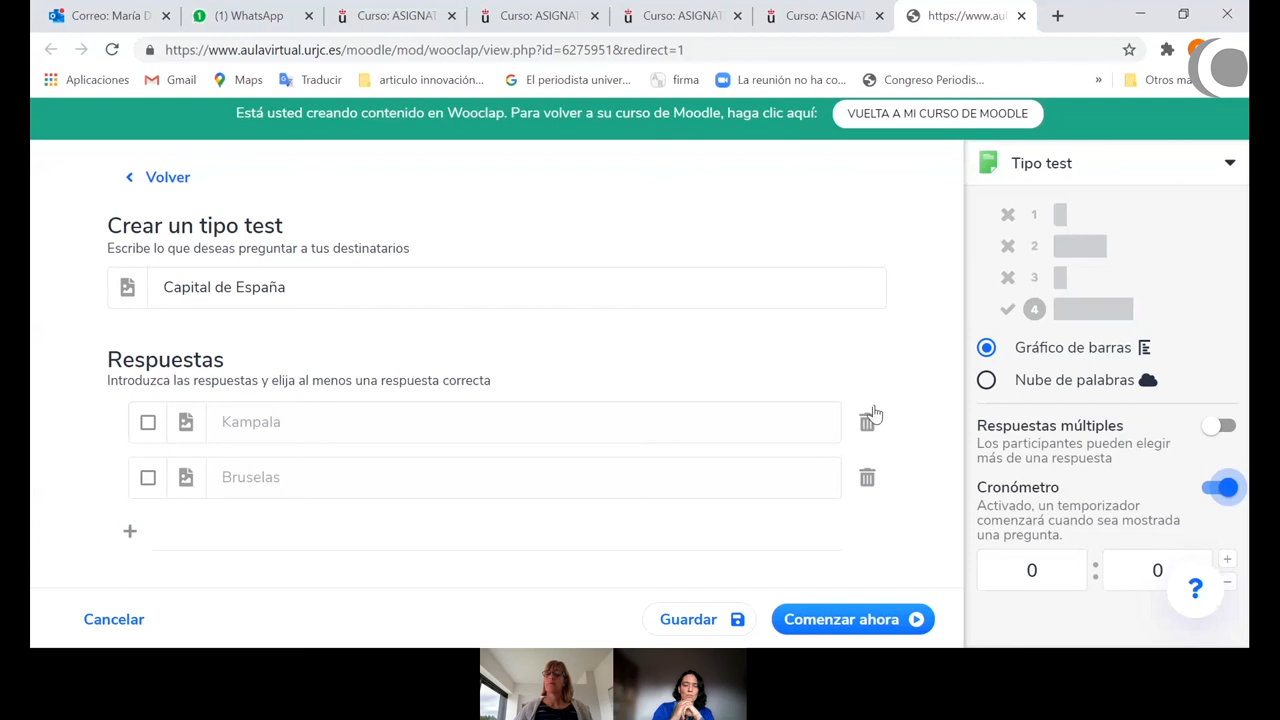 Correo: María D
(1) WhatsApp
Curso: ASIGNAT
Curso: ASIGNAT
Curso: ASIGNAT
Curso: ASIGNAT
https://www.aul
https://www.aulavirtual.urjc.es/moodle/mod/wooclap/view.php?id=6275951&redirect=1
Aplicaciones
Gmail
Maps
Traducir
articulo innovación...
El periodista univer...
firma
La reunión no ha co...
Congreso Periodis...
»
Otros ma
Está usted creando contenido en Wooclap. Para volver a su curso de Moodle, haga clic aquí:
VUELTA A MI CURSO DE MOODLE
Volver
Crear un tipo test
Escribe lo que deseas preguntar a tus destinatarios
Capital de España
Respuestas
Introduzca las respuestas y elija al menos una respuesta correcta
Kampala
Bruselas
Cancelar
Guardar
Comenzar ahora
Tipo test
1
2
3
4
Gráfico de barras
Nube de palabras
Respuestas múltiples
Los participantes pueden elegir
más de una respuesta
Cronómetro
Activado, un temporizador
comenzará cuando sea mostrada
una pregunta.
0 : 0
?